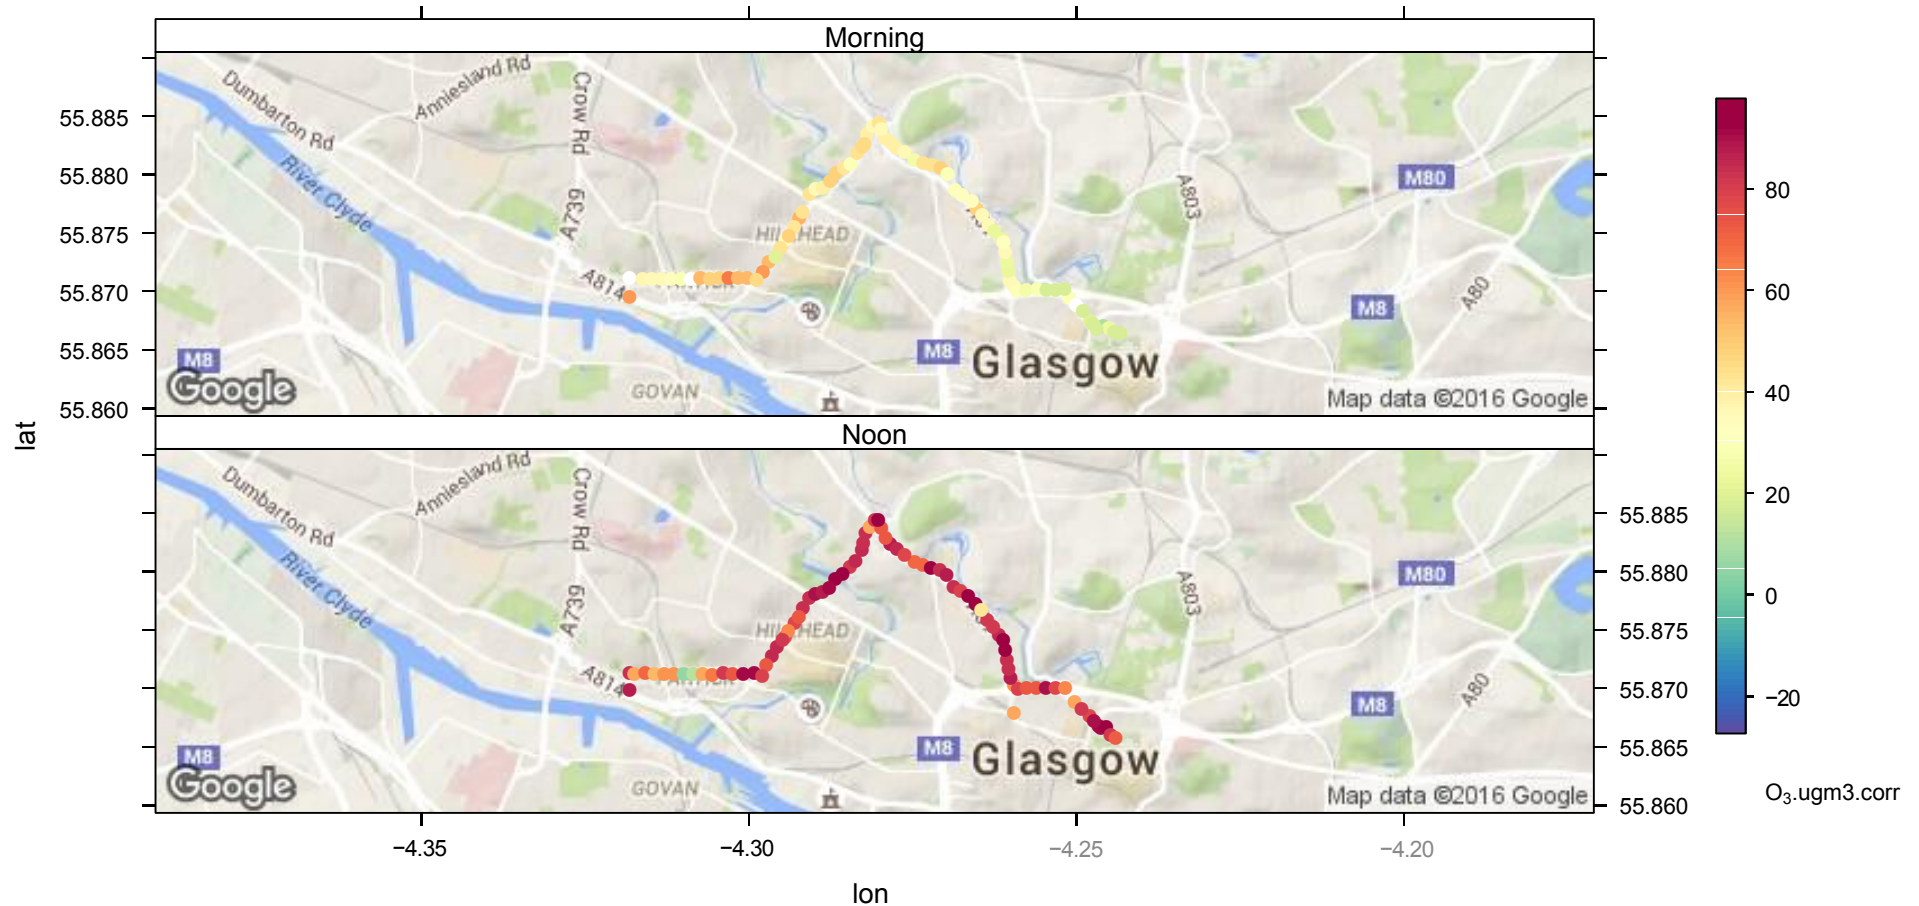 Morning
Dumbarton Rd
Anniesland Rd
Crow Rd
River Clyde
A739
A814
A803
M80
M8
A80
M8
M8
GOVAN
Glasgow
Google
Map data ©2016 Google
55.885
55.880
55.875
55.870
55.865
55.860
lat
Noon
Dumbarton Rd
Anniesland Rd
Crow Rd
River Clyde
A739
A814
A803
M80
M8
A80
M8
M8
GOVAN
Glasgow
Google
Map data ©2016 Google
55.885
55.880
55.875
55.870
55.865
55.860
−4.35
−4.30
−4.25
−4.20
lon
80
60
40
20
0
−20
O₃.ugm3.corr